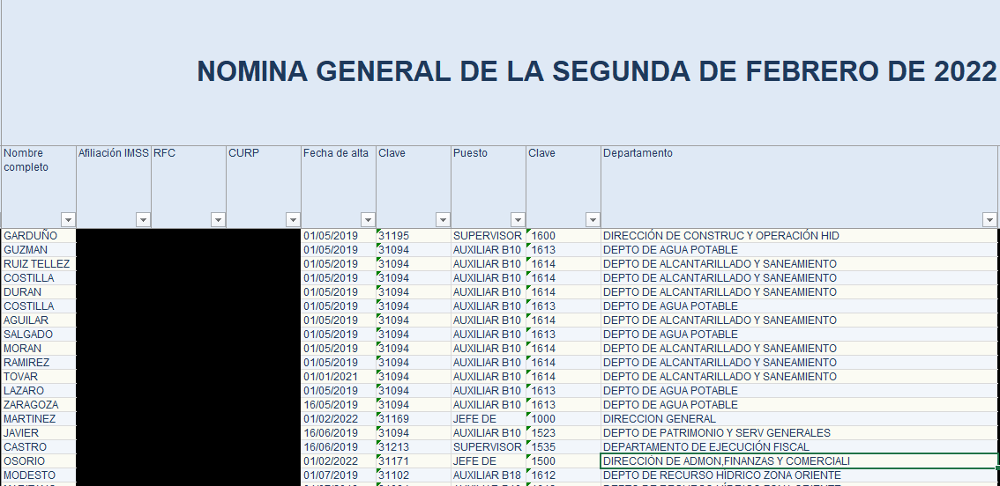 NOMINA GENERAL DE LA SEGUNDA DE FEBRERO DE 2022
Nombre completo Afiliación IMSS RFC CURP Fecha de alta Clave Puesto Clave Departamento
GARDUÑO 01/05/2019 31195 SUPERVISOR 1600 DIRECCIÓN DE CONSTRUC Y OPERACIÓN HID
GUZMAN 01/05/2019 31094 AUXILIAR B10 1613 DEPTO DE AGUA POTABLE
RUIZ TELLEZ 01/05/2019 31094 AUXILIAR B10 1614 DEPTO DE ALCANTARILLADO Y SANEAMIENTO
COSTILLA 01/05/2019 31094 AUXILIAR B10 1614 DEPTO DE ALCANTARILLADO Y SANEAMIENTO
DURAN 01/05/2019 31094 AUXILIAR B10 1614 DEPTO DE ALCANTARILLADO Y SANEAMIENTO
COSTILLA 01/05/2019 31094 AUXILIAR B10 1613 DEPTO DE AGUA POTABLE
AGUILAR 01/05/2019 31094 AUXILIAR B10 1614 DEPTO DE ALCANTARILLADO Y SANEAMIENTO
SALGADO 01/05/2019 31094 AUXILIAR B10 1613 DEPTO DE AGUA POTABLE
MORAN 01/05/2019 31094 AUXILIAR B10 1614 DEPTO DE ALCANTARILLADO Y SANEAMIENTO
RAMIREZ 01/05/2019 31094 AUXILIAR B10 1614 DEPTO DE ALCANTARILLADO Y SANEAMIENTO
TOVAR 01/01/2021 31094 AUXILIAR B10 1614 DEPTO DE ALCANTARILLADO Y SANEAMIENTO
LAZARO 01/05/2019 31094 AUXILIAR B10 1613 DEPTO DE AGUA POTABLE
ZARAGOZA 16/05/2019 31094 AUXILIAR B10 1613 DEPTO DE AGUA POTABLE
MARTINEZ 01/02/2022 31169 JEFE DE 1000 DIRECCION GENERAL
JAVIER 16/06/2019 31094 AUXILIAR B10 1523 DEPTO DE PATRIMONIO Y SERV GENERALES
CASTRO 16/06/2019 31213 SUPERVISOR 1535 DEPARTAMENTO DE EJECUCIÓN FISCAL
OSORIO 01/02/2022 31171 JEFE DE 1500 DIRECCIÓN DE ADMON,FINANZAS Y COMERCIALI
MODESTO 01/07/2019 31102 AUXILIAR B18 1612 DEPTO DE RECURSO HÍDRICO ZONA ORIENTE